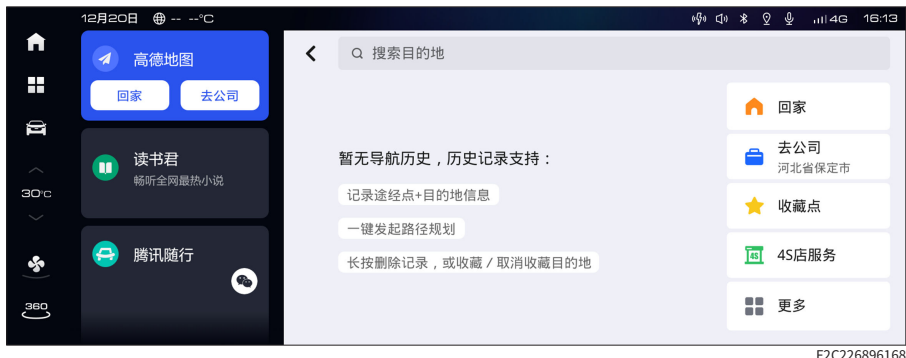 12月20日 -- --°C
4G 16:13
高德地图
回家 去公司
读书君
畅听全网最热小说
腾讯随行
30°C
360
搜索目的地
暂无导航历史，历史记录支持：
记录途经点+目的地信息
一键发起路径规划
长按删除记录，或收藏/取消收藏目的地
回家
去公司
河北省保定市
收藏点
4S
4S店服务
更多
E2C226896168